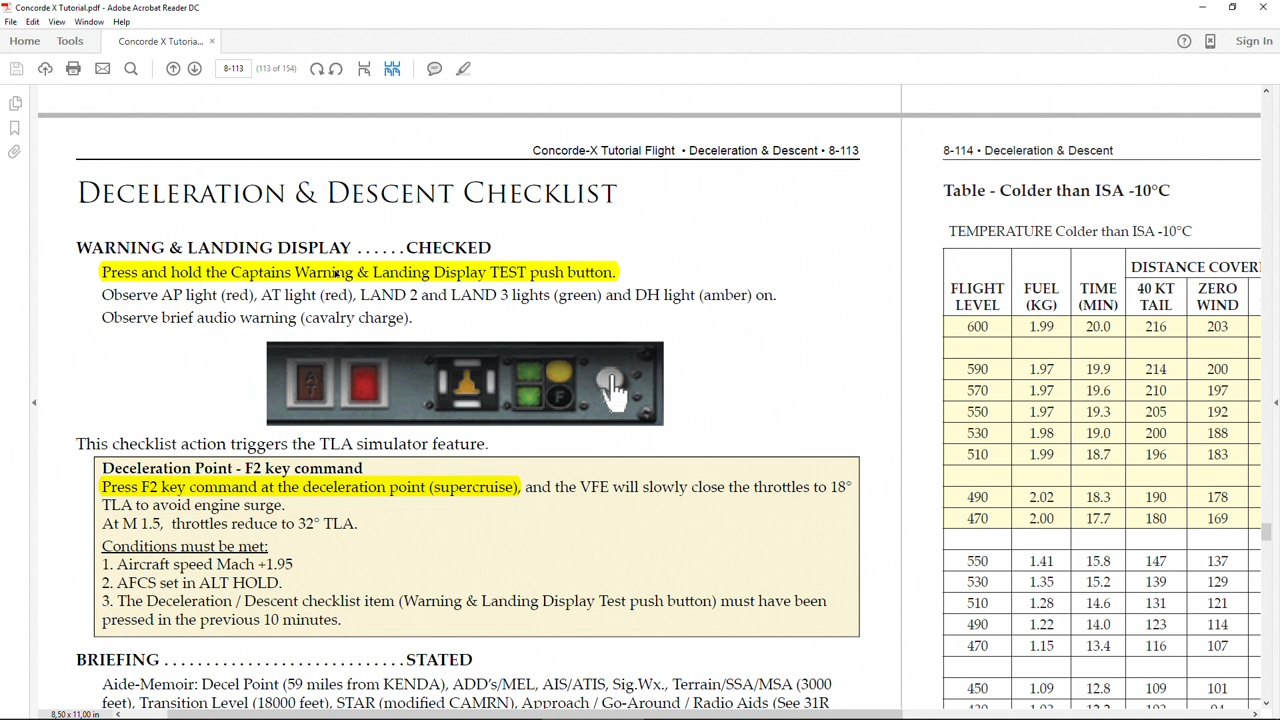 Concorde X Tutorial.pdf - Adobe Acrobat Reader DC
File Edit View Window Help
Home Tools Concorde X Tutoria... × Sign In
8-113 (113 of 154)
Concorde-X Tutorial Flight • Deceleration & Descent • 8-113
DECELERATION & DESCENT CHECKLIST
WARNING & LANDING DISPLAY ......CHECKED
Press and hold the Captains Warning & Landing Display TEST push button.
Observe AP light (red), AT light (red), LAND 2 and LAND 3 lights (green) and DH light (amber) on.
Observe brief audio warning (cavalry charge).
F
This checklist action triggers the TLA simulator feature.
Deceleration Point - F2 key command
Press F2 key command at the deceleration point (supercruise), and the VFE will slowly close the throttles to 18°
TLA to avoid engine surge.
At M 1.5, throttles reduce to 32° TLA.
Conditions must be met:
1. Aircraft speed Mach +1.95
2. AFCS set in ALT HOLD.
3. The Deceleration / Descent checklist item (Warning & Landing Display Test push button) must have been
pressed in the previous 10 minutes.
BRIEFING .............................STATED
Aide-Memoir: Decel Point (59 miles from KENDA), ADD's/MEL, AIS/ATIS, Sig.Wx., Terrain/SSA/MSA (3000
feet), Transition Level (18000 feet), STAR (modified CAMRN), Approach / Go-Around / Radio Aids (See 31R
8-114 • Deceleration & Descent
Table - Colder than ISA -10°C
TEMPERATURE Colder than ISA -10°C
DISTANCE COVER
FLIGHT LEVEL FUEL (KG) TIME (MIN) 40 KT TAIL ZERO WIND
600 1.99 20.0 216 203
590 1.97 19.9 214 200
570 1.97 19.6 210 197
550 1.97 19.3 205 192
530 1.98 19.0 200 188
510 1.99 18.7 196 183
490 2.02 18.3 190 178
470 2.00 17.7 180 169
550 1.41 15.8 147 137
530 1.35 15.2 139 129
510 1.28 14.6 131 121
490 1.22 14.0 123 114
470 1.15 13.4 116 107
450 1.09 12.8 109 101
8,50 x 11,00 in